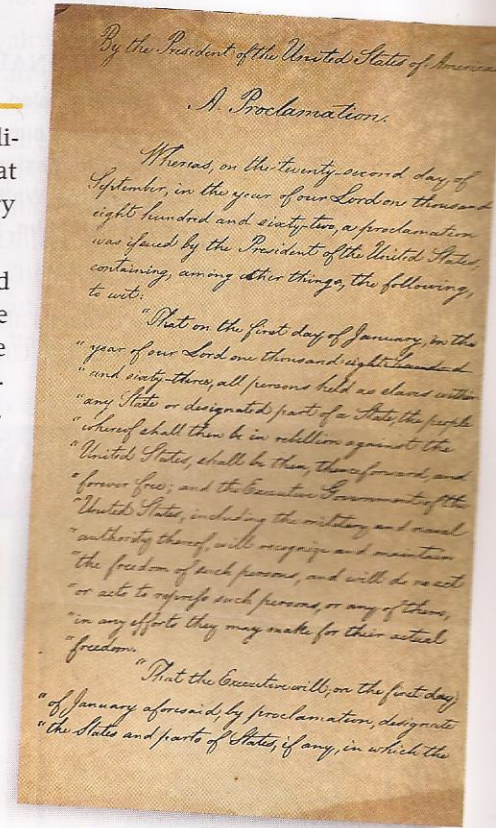 By the President of the United States of America
A Proclamation.
Whereas, on the twenty-second day of
September, in the year of our Lord one thousand
eight hundred and sixty-two, a proclamation
was issued by the President of the United States
containing, among other things, the following,
to wit:
"That on the first day of January, in the
"year of our Lord one thousand eight hundred
"and sixty-three, all persons held as slaves within
"any State or designated part of a State, the people
"whereof shall then be in rebellion against the
"United States, shall be then, thenceforward, and
"forever free; and the Executive Government of the
"United States, including the military and naval
"authority thereof, will recognize and maintain
"the freedom of such persons, and will do no act
"or acts to repress such persons, or any of them,
"in any efforts they may make for their actual
"freedom.
"That the Executive will, on the first day
"of January aforesaid, by proclamation, designate
"the States and parts of States, if any, in which the
li-
at
ry
d
e
e